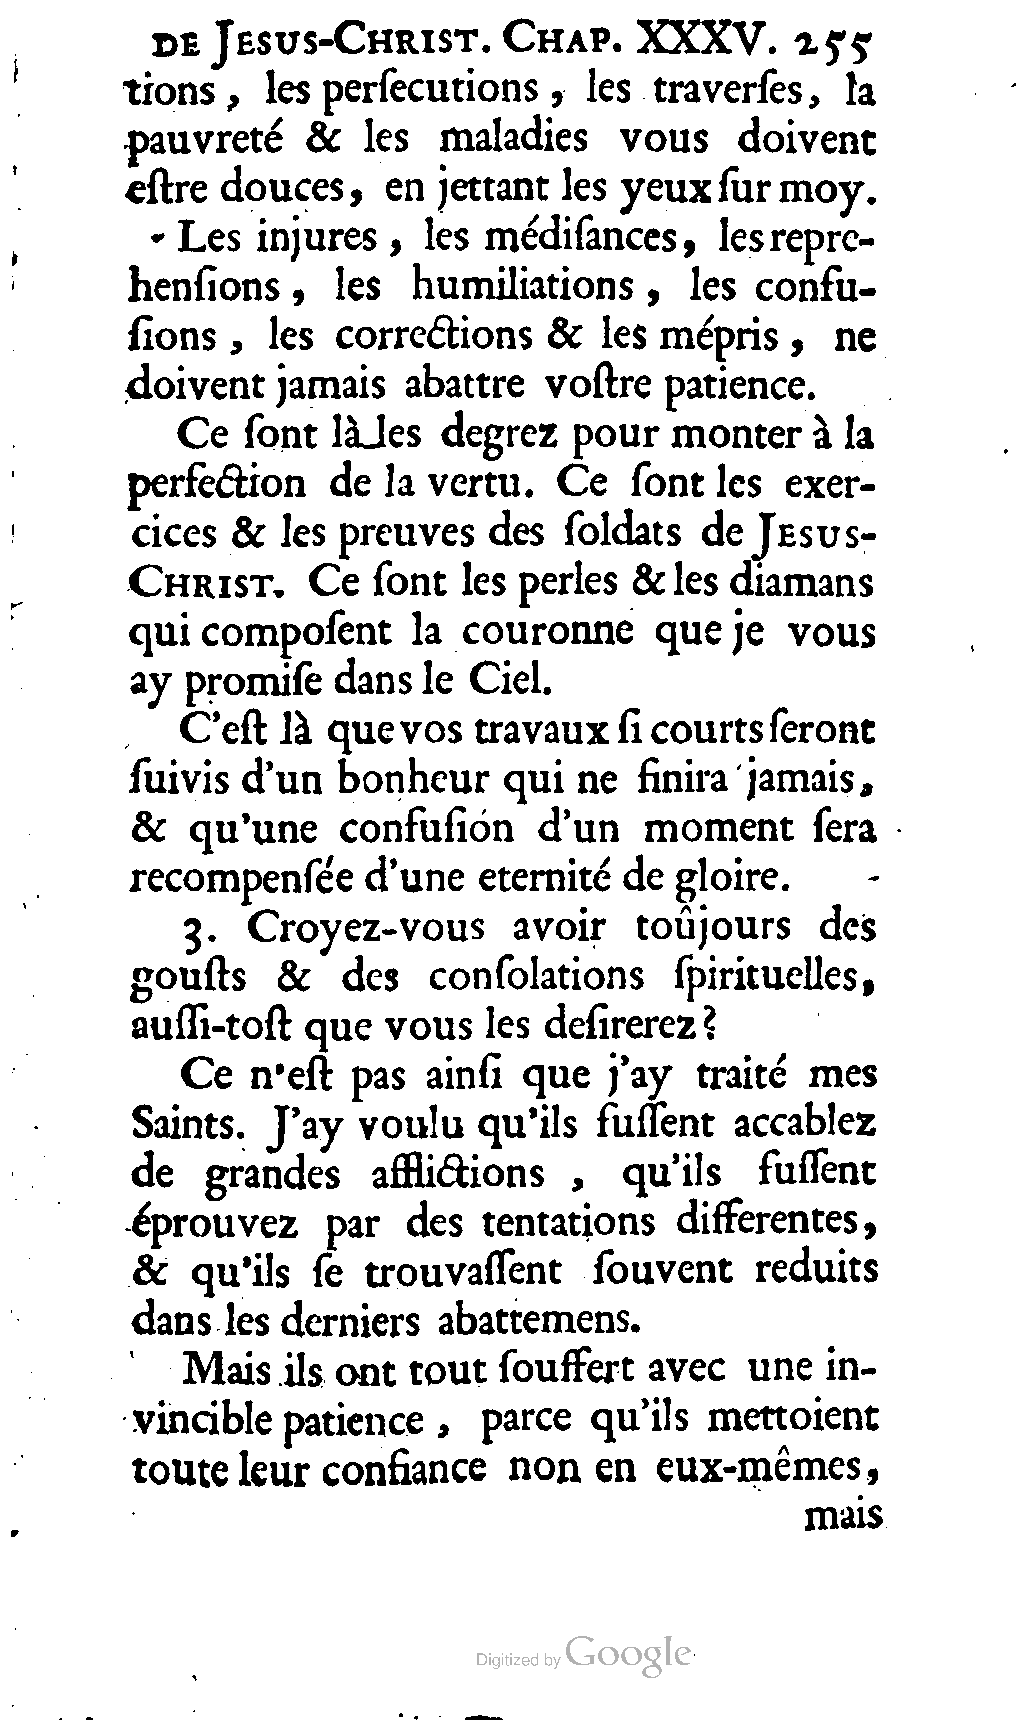 DE JESUS-CHRIST. CHAP. XXXV. 255
tions, les perſecutions, les traverſes, la
pauvreté & les maladies vous doivent
eſtre douces, en jettant les yeux ſur moy.
Les injures, les médiſances, les repre-
henſions, les humiliations, les confu-
ſions, les corrections & les mépris, ne
doivent jamais abattre voſtre patience.
Ce ſont là les degrez pour monter à la
perfection de la vertu. Ce ſont les exer-
cices & les preuves des ſoldats de JESUS-
CHRIST. Ce ſont les perles & les diamans
qui compoſent la couronne que je vous
ay promiſe dans le Ciel.
C'eſt là que vos travaux ſi courts ſeront
ſuivis d'un bonheur qui ne finira jamais,
& qu'une confuſion d'un moment ſera
recompenſée d'une eternité de gloire.
3. Croyez-vous avoir toûjours des
gouſts & des conſolations ſpirituelles,
auſſi-toſt que vous les deſirerez?
Ce n'eſt pas ainſi que j'ay traité mes
Saints. J'ay voulu qu'ils fuſſent accablez
de grandes afflictions, qu'ils fuſſent
éprouvez par des tentations differentes,
& qu'ils ſe trouvaſſent ſouvent reduits
dans les derniers abattemens.
Mais ils ont tout ſouffert avec une in-
vincible patience, parce qu'ils mettoient
toute leur confiance non en eux-mêmes,
mais
Digitized by Google